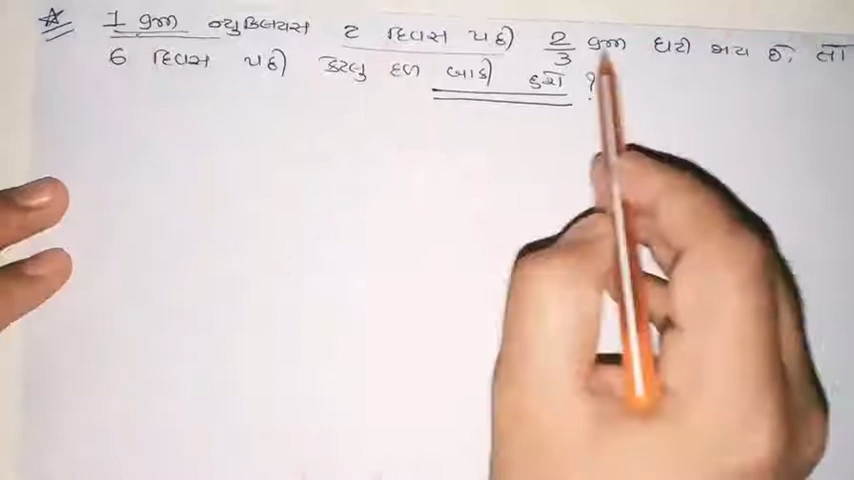 1 ગ્રામ ન્યુક્લિયસ 2 દિવસ પછી 2/3 ગ્રામ ઘટી જાય છે, તો
6 દિવસ પછી કેટલુ દળ બાકી હશે ?